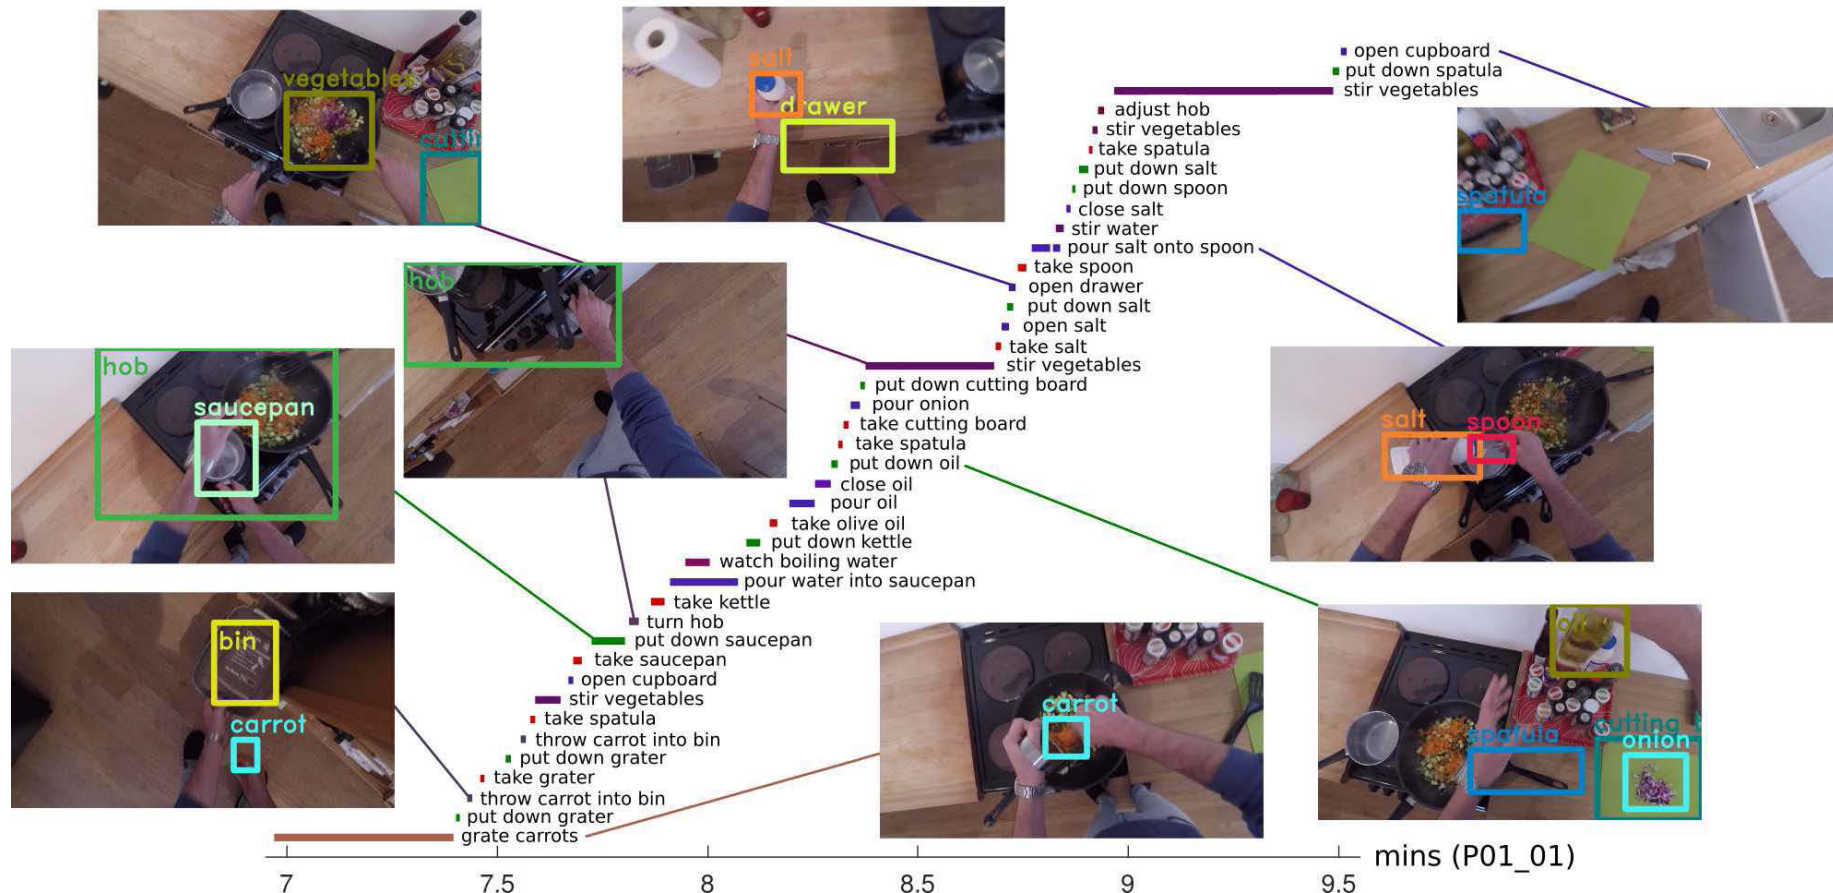 vegetables
cuttin
salt
drawer
open cupboard
put down spatula
stir vegetables
adjust hob
stir vegetables
take spatula
put down salt
put down spoon
close salt
stir water
pour salt onto spoon
take spoon
open drawer
put down salt
open salt
take salt
stir vegetables
put down cutting board
pour onion
take cutting board
take spatula
put down oil
close oil
pour oil
take olive oil
put down kettle
watch boiling water
pour water into saucepan
take kettle
turn hob
put down saucepan
take saucepan
open cupboard
stir vegetables
take spatula
throw carrot into bin
put down grater
take grater
throw carrot into bin
put down grater
grate carrots
spatula
hob
hob
saucepan
salt
spoon
bin
carrot
carrot
oil
spatula
cutting b
onion
7
7.5
8
8.5
9
9.5
mins (P01_01)